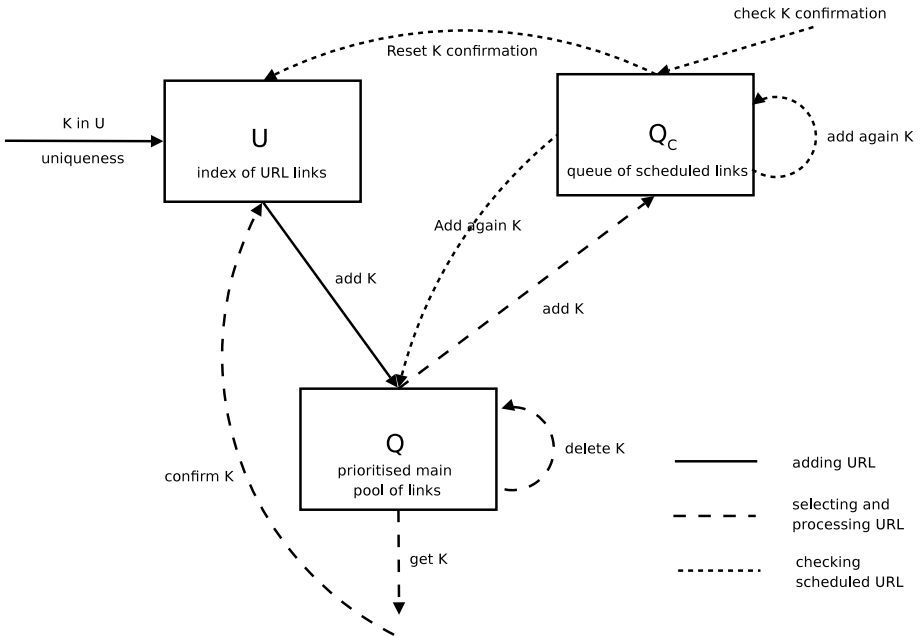 check K confirmation
Reset K confirmation
K in U
uniqueness
U
index of URL links
Q_C
queue of scheduled links
add again K
Add again K
add K
add K
Q
prioritised main
pool of links
delete K
confirm K
get K
adding URL
selecting and
processing URL
checking
scheduled URL